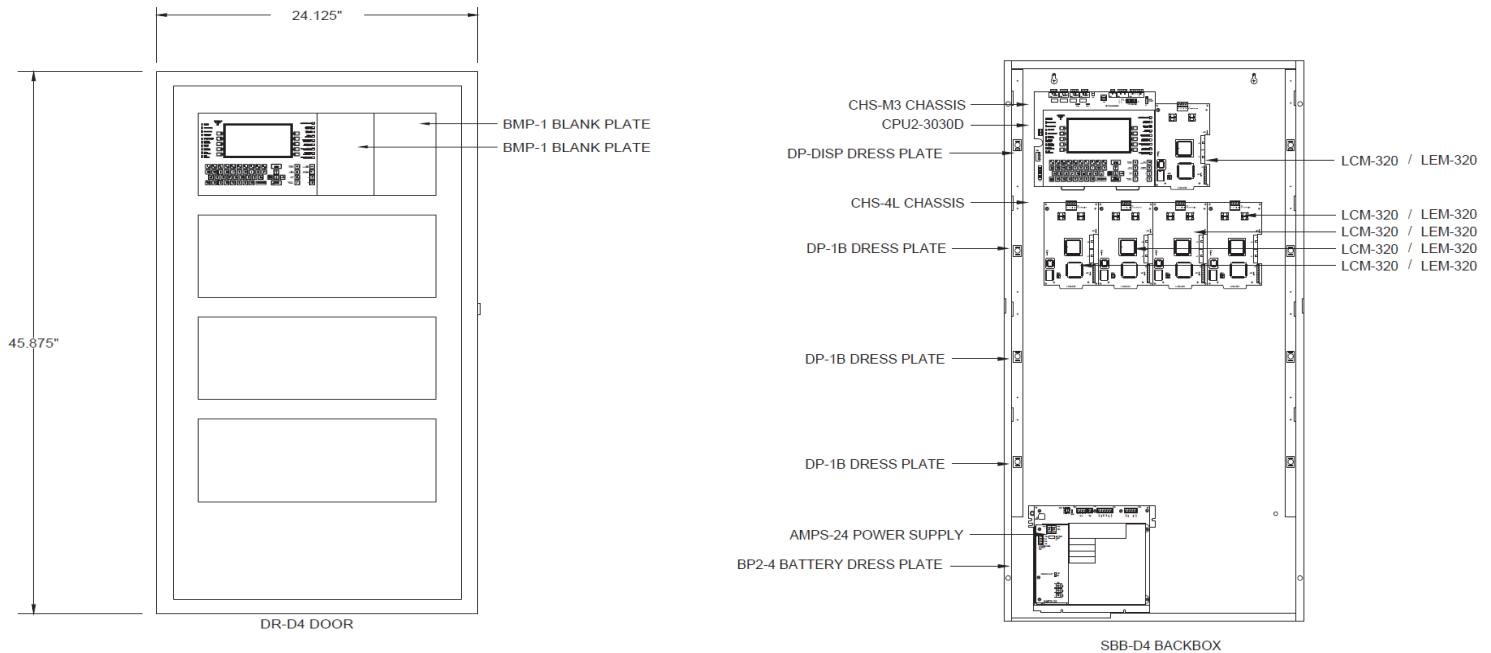 24.125"
45.875"
BMP-1 BLANK PLATE
BMP-1 BLANK PLATE
DR-D4 DOOR
CHS-M3 CHASSIS
CPU2-3030D
DP-DISP DRESS PLATE
LCM-320 / LEM-320
CHS-4L CHASSIS
LCM-320 / LEM-320
LCM-320 / LEM-320
DP-1B DRESS PLATE
LCM-320 / LEM-320
LCM-320 / LEM-320
DP-1B DRESS PLATE
DP-1B DRESS PLATE
AMPS-24 POWER SUPPLY
BP2-4 BATTERY DRESS PLATE
SBB-D4 BACKBOX